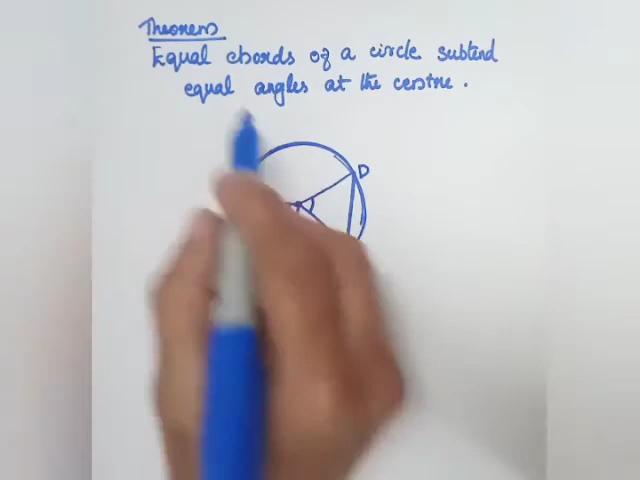 Theorem
Equal chords of a circle subtend
equal angles at the centre .
D